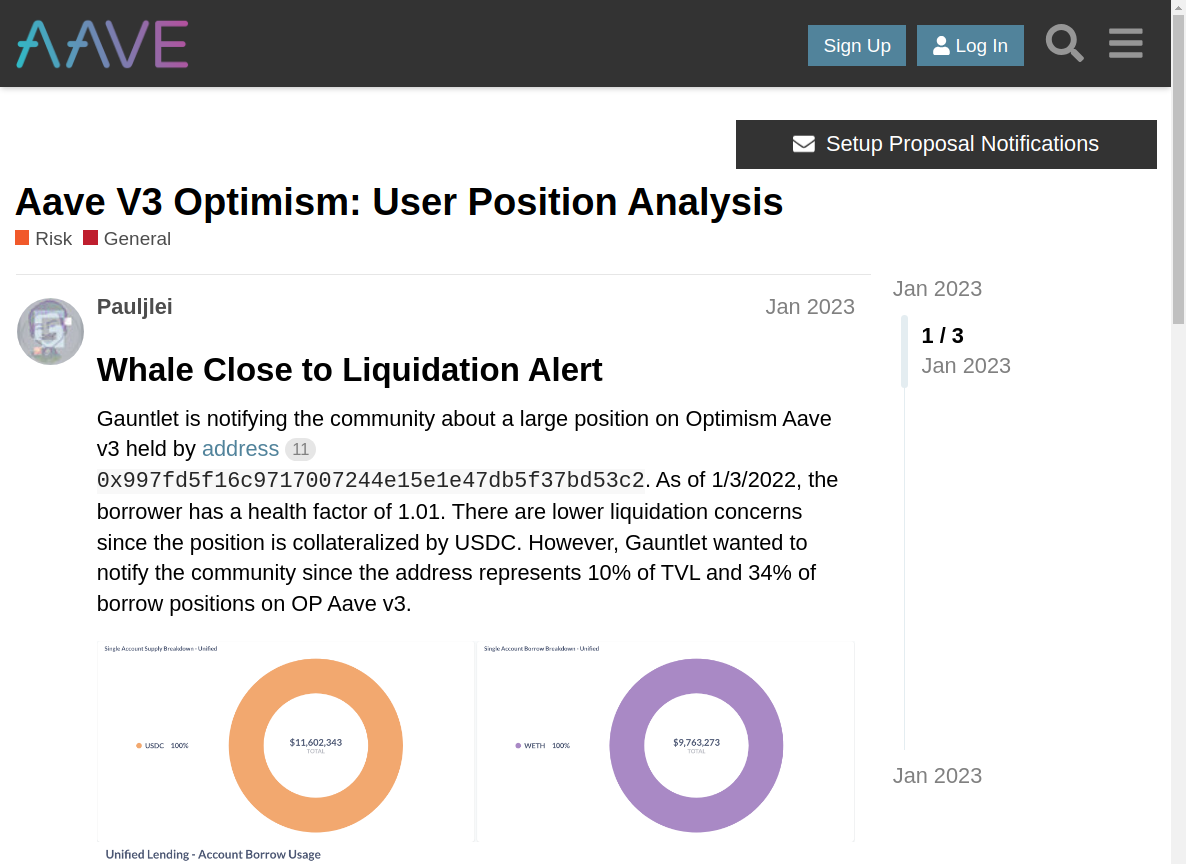 AAVE
Sign Up
Log In
Setup Proposal Notifications
Aave V3 Optimism: User Position Analysis
Risk General
Pauljlei
Jan 2023
Jan 2023
1 / 3
Jan 2023
Whale Close to Liquidation Alert
Gauntlet is notifying the community about a large position on Optimism Aave
v3 held by address 11
0x997fd5f16c9717007244e15e1e47db5f37bd53c2. As of 1/3/2022, the
borrower has a health factor of 1.01. There are lower liquidation concerns
since the position is collateralized by USDC. However, Gauntlet wanted to
notify the community since the address represents 10% of TVL and 34% of
borrow positions on OP Aave v3.
Single Account Supply Breakdown - Unified
USDC 100%
$11,602,343
TOTAL
Single Account Borrow Breakdown - Unified
WETH 100%
$9,763,273
TOTAL
Jan 2023
Unified Lending - Account Borrow Usage